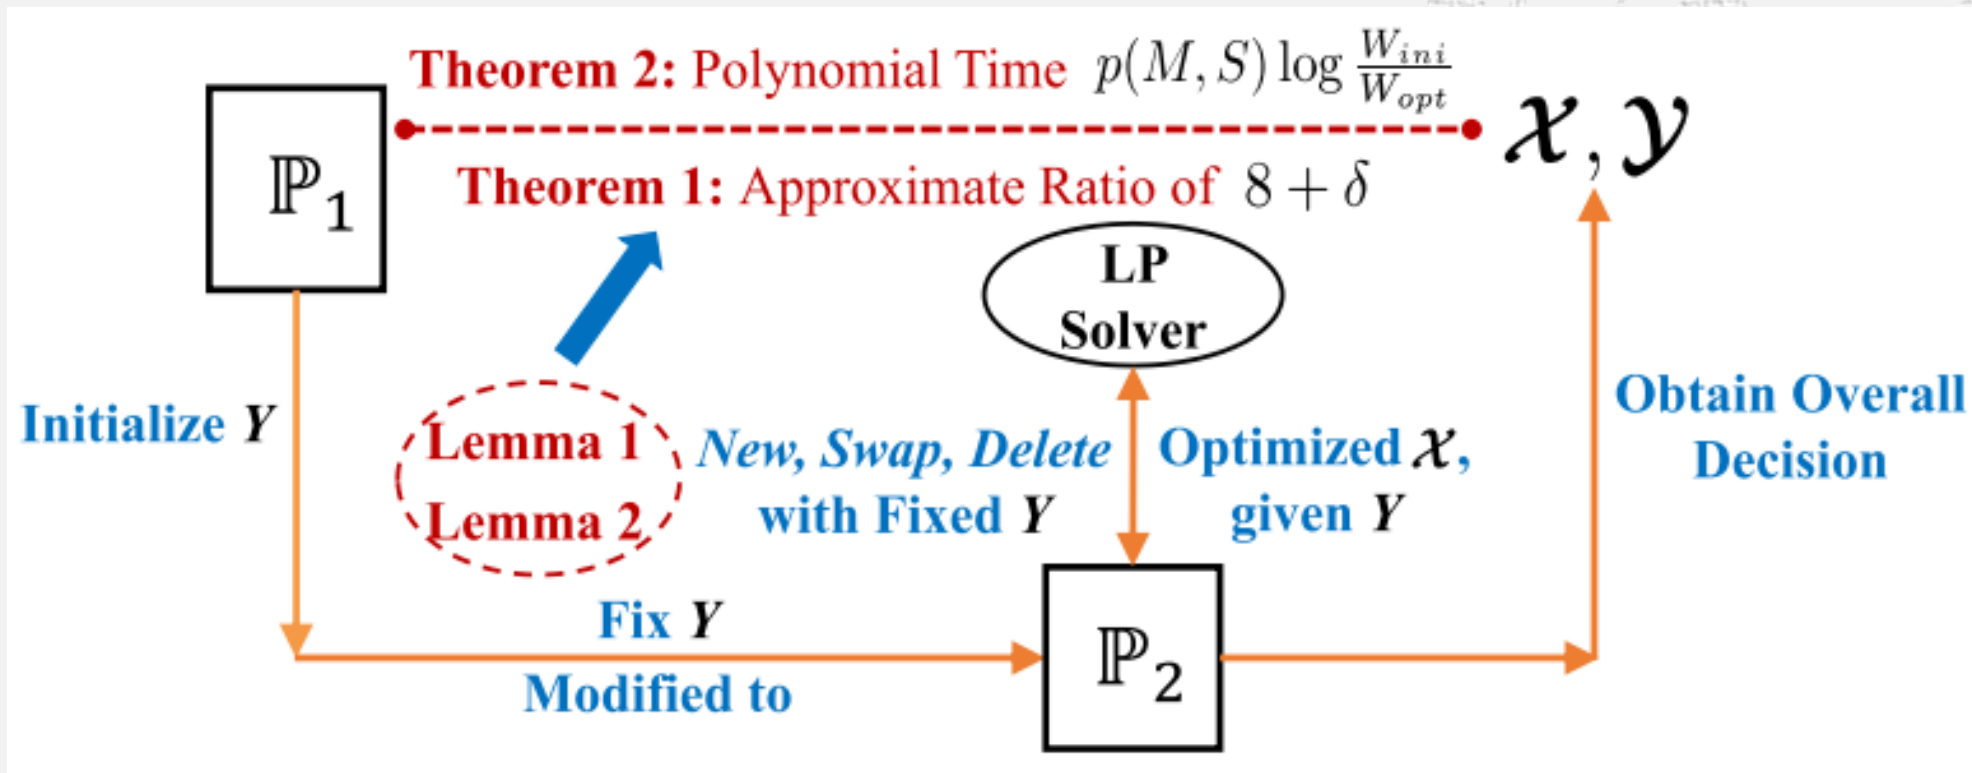 Theorem 2: Polynomial Time p(M, S) log W_ini/W_opt
ℙ1
𝒳, 𝒴
Theorem 1: Approximate Ratio of 8 + δ
LP
Solver
Initialize Y
Lemma 1
Lemma 2
New, Swap, Delete
with Fixed Y
Optimized 𝒳,
given Y
Obtain Overall
Decision
Fix Y
Modified to
ℙ2